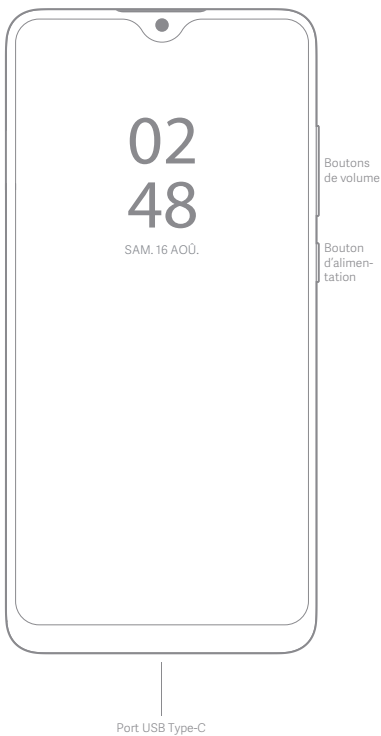 02
48
SAM. 16 AOÛ.
Boutons
de volume
Bouton
d'alimen-
tation
Port USB Type-C